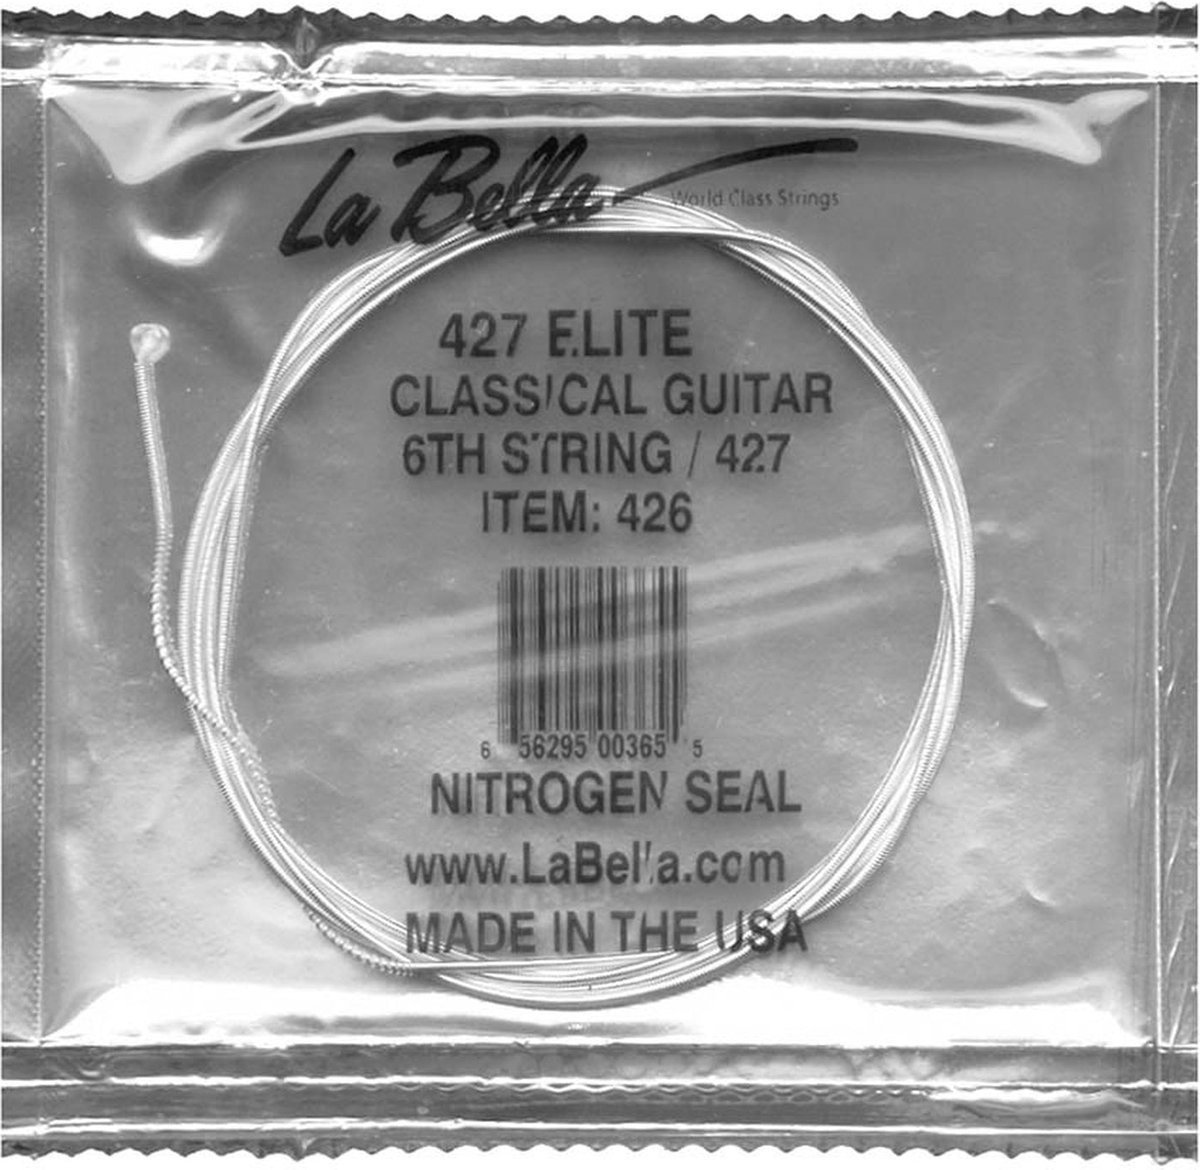 La Bella
World Class Strings
427 ELITE
CLASSICAL GUITAR
6TH STRING / 427
ITEM: 426
6 56295 00365 5
NITROGEN SEAL
www.LaBella.com
MADE IN THE USA